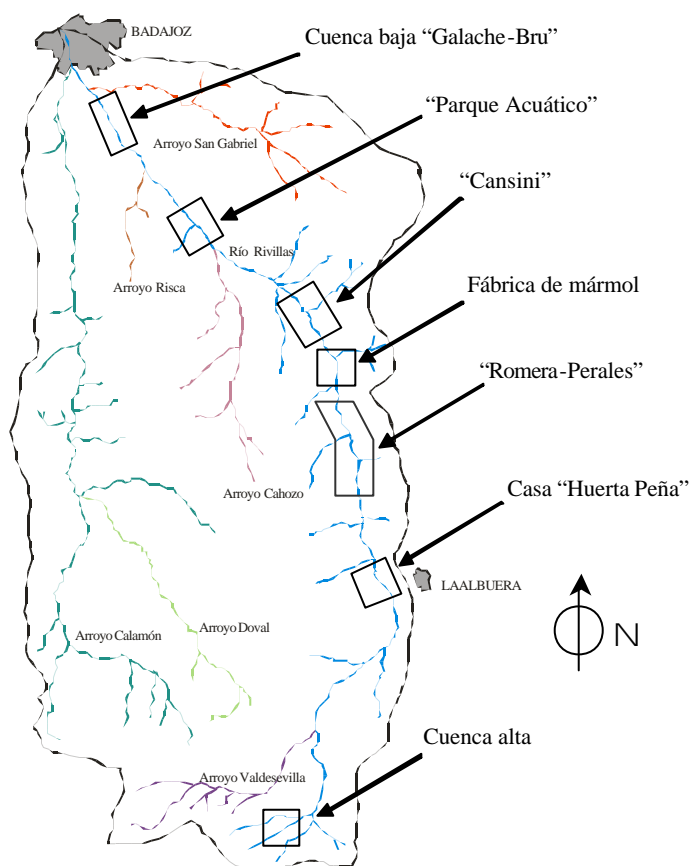 BADAJOZ
Cuenca baja “Galache-Bru”
“Parque Acuático”
Arroyo San Gabriel
“Cansini”
Río Rivillas
Arroyo Risca
Fábrica de mármol
“Romera-Perales”
Arroyo Cahozo
Casa “Huerta Peña”
LAALBUERA
N
Arroyo Calamón
Arroyo Doval
Cuenca alta
Arroyo Valdesevilla